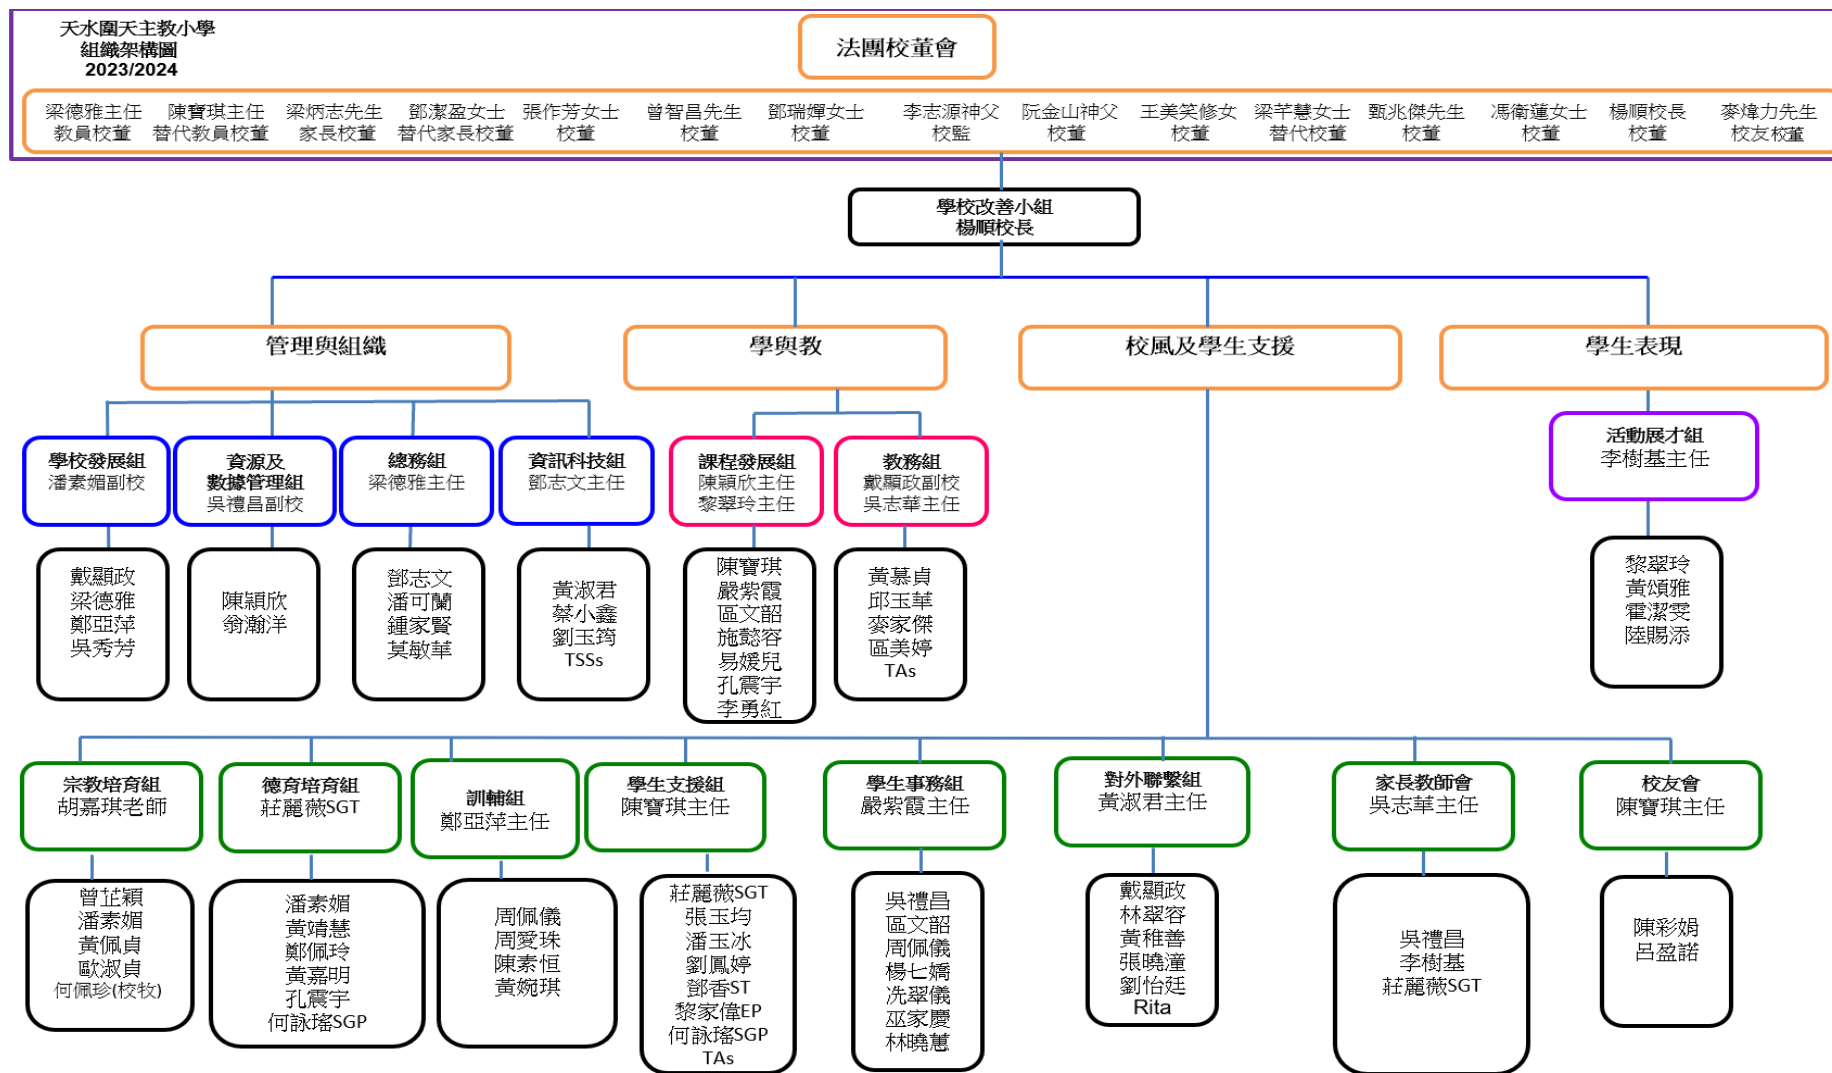 天水圍天主教小學
組織架構圖
2023/2024
法團校董會
梁德雅主任
教員校董
陳寶琪主任
替代教員校董
梁炳志先生
家長校董
鄧潔盈女士
替代家長校董
張作芳女士
校董
曾智昌先生
校董
鄧瑞嬋女士
校董
李志源神父
校監
阮金山神父
校董
王美笑修女
校董
梁芊慧女士
替代校董
甄兆傑先生
校董
馮衛蓮女士
校董
楊順校長
校董
麥煒力先生
校友校董
學校改善小組
楊順校長
管理與組織
學與教
校風及學生支援
學生表現
學校發展組
潘素媚副校
資源及
數據管理組
吳禮昌副校
總務組
梁德雅主任
資訊科技組
鄧志文主任
課程發展組
陳穎欣主任
黎翠玲主任
教務組
戴顯政副校
吳志華主任
活動展才組
李樹基主任
戴顯政
梁德雅
鄭亞萍
吳秀芳
陳穎欣
翁瀚洋
鄧志文
潘可蘭
鍾家賢
莫敏華
黃淑君
蔡小鑫
劉玉筠
TSSs
陳寶琪
嚴紫霞
區文韶
施懿容
易媛兒
孔震宇
李勇紅
黃慕貞
邱玉華
麥家傑
區美婷
TAs
黎翠玲
黃頌雅
霍潔雯
陸賜添
宗教培育組
胡嘉琪老師
德育培育組
莊麗薇SGT
訓輔組
鄭亞萍主任
學生支援組
陳寶琪主任
學生事務組
嚴紫霞主任
對外聯繫組
黃淑君主任
家長教師會
吳志華主任
校友會
陳寶琪主任
曾芷穎
潘素媚
黃佩貞
歐淑貞
何佩珍(校牧)
潘素媚
黃靖慧
鄭佩玲
黃嘉明
孔震宇
何詠瑤SGP
周佩儀
周愛珠
陳素恒
黃婉琪
莊麗薇SGT
張玉均
潘玉冰
劉鳳婷
鄧香ST
黎家偉EP
何詠瑤SGP
TAs
吳禮昌
區文韶
周佩儀
楊七嬌
冼翠儀
巫家慶
林曉蕙
戴顯政
林翠容
黃稚善
張曉潼
劉怡廷
Rita
吳禮昌
李樹基
莊麗薇SGT
陳彩娟
呂盈諾